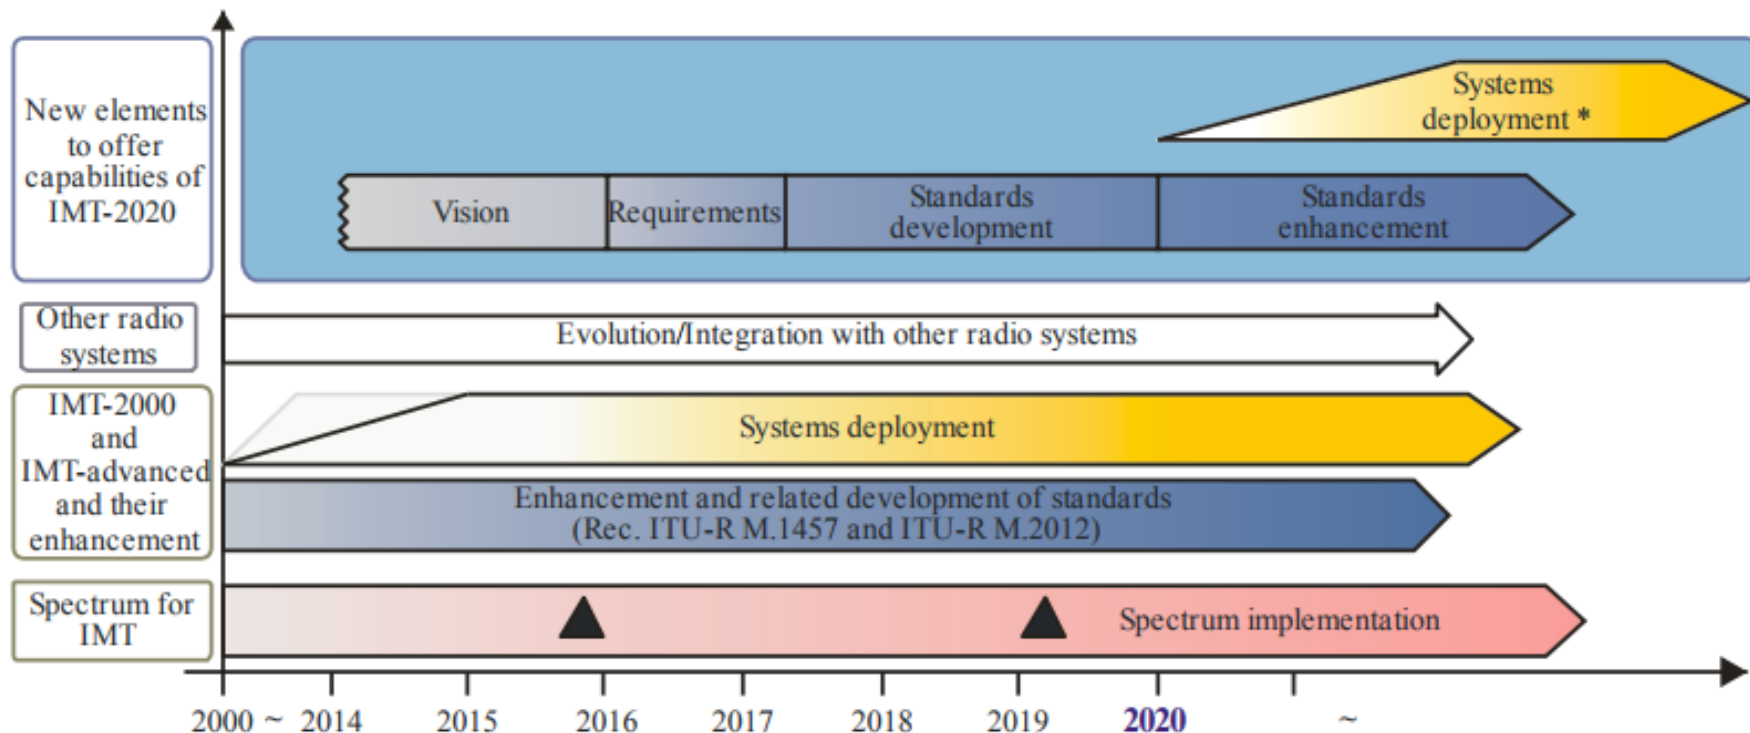 New elements
to offer
capabilities of
IMT-2020
Systems
deployment *
Vision
Requirements
Standards
development
Standards
enhancement
Other radio
systems
Evolution/Integration with other radio systems
IMT-2000
and
IMT-advanced
and their
enhancement
Systems deployment
Enhancement and related development of standards
(Rec. ITU-R M.1457 and ITU-R M.2012)
Spectrum for
IMT
Spectrum implementation
2000 ~ 2014 2015 2016 2017 2018 2019 2020 ~